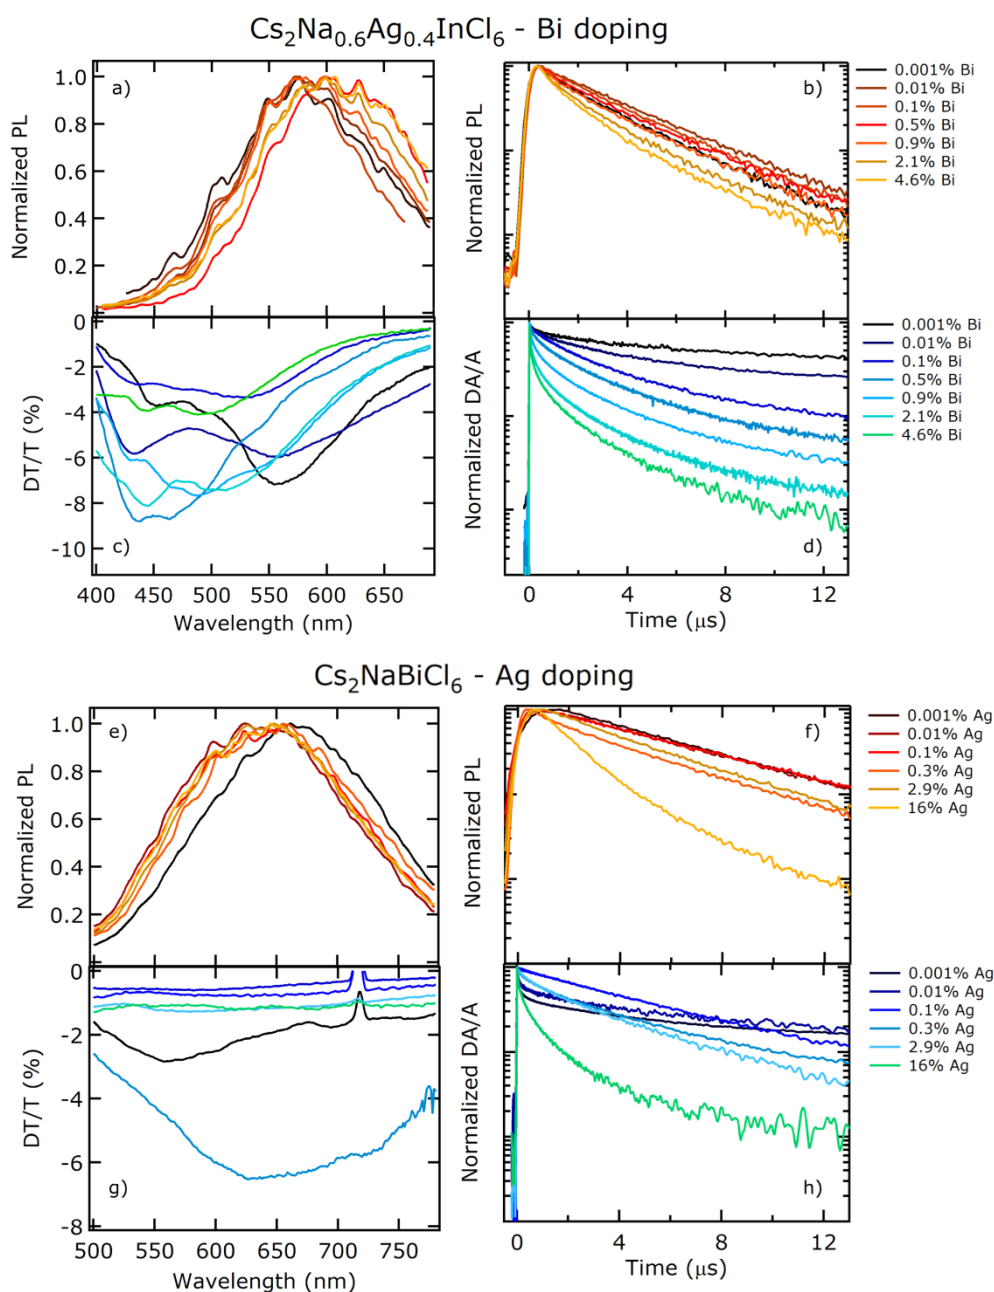 Cs2Na0.6Ag0.4InCl6 - Bi doping
a)
Normalized PL
1.0
0.8
0.6
0.4
0.2
b)
Normalized PL
0.001% Bi
0.01% Bi
0.1% Bi
0.5% Bi
0.9% Bi
2.1% Bi
4.6% Bi
c)
DT/T (%)
0
-2
-4
-6
-8
-10
400 450 500 550 600 650
Wavelength (nm)
d)
Normalized DA/A
0 4 8 12
Time (μs)
0.001% Bi
0.01% Bi
0.1% Bi
0.5% Bi
0.9% Bi
2.1% Bi
4.6% Bi
Cs2NaBiCl6 - Ag doping
e)
Normalized PL
1.0
0.8
0.6
0.4
0.2
f)
Normalized PL
0.001% Ag
0.01% Ag
0.1% Ag
0.3% Ag
2.9% Ag
16% Ag
g)
DT/T (%)
0
-2
-4
-6
-8
500 550 600 650 700 750
Wavelength (nm)
h)
Normalized DA/A
0 4 8 12
Time (μs)
0.001% Ag
0.01% Ag
0.1% Ag
0.3% Ag
2.9% Ag
16% Ag